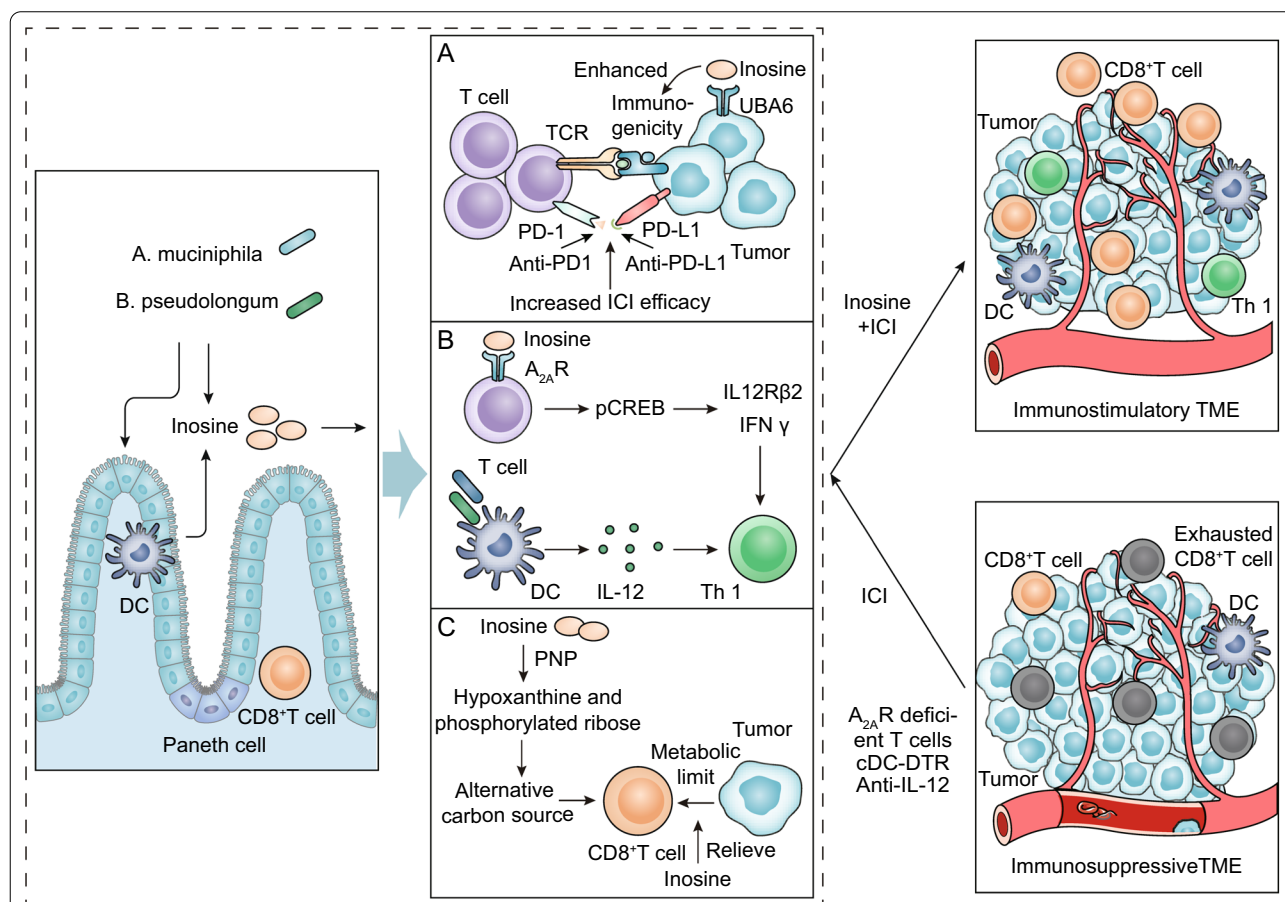 A. muciniphila
B. pseudolongum
Inosine
DC
CD8+T cell
Paneth cell
A
Enhanced
Inosine
T cell
Immuno-
genicity
UBA6
TCR
PD-1
PD-L1
Tumor
Anti-PD1
Anti-PD-L1
Increased ICI efficacy
B
Inosine
A2AR
pCREB
IL12Rβ2
IFN γ
T cell
DC
IL-12
Th 1
C
Inosine
PNP
Hypoxanthine and
phosphorylated ribose
Alternative
carbon source
Metabolic
limit
Tumor
CD8+T cell
Relieve
Inosine
Inosine
+ICI
ICI
A2AR defici-
ent T cells
cDC-DTR
Anti-IL-12
CD8+T cell
Tumor
DC
Th 1
Immunostimulatory TME
Exhausted
CD8+T cell
CD8+T cell
DC
Tumor
ImmunosuppressiveTME